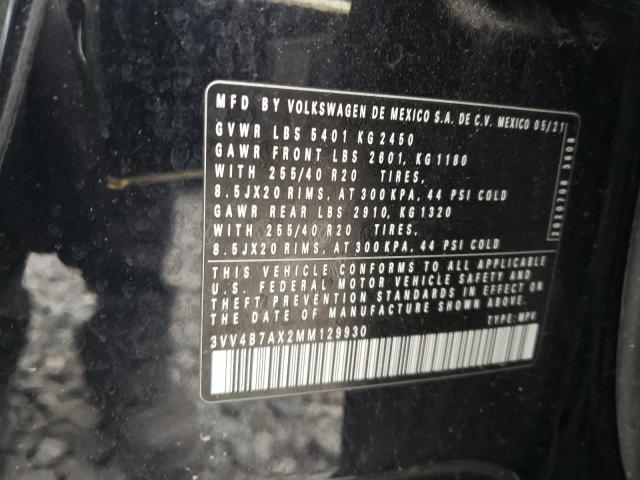 MFD BY VOLKSWAGEN DE MEXICO S.A. DE C.V. MEXICO 05/21
GVWR LBS 5401 KG 2450
GAWR FRONT LBS 2601, KG 1180
WITH 255/40 R20 TIRES,
8.5JX20 RIMS, AT 300 KPA, 44 PSI COLD
GAWR REAR LBS 2910, KG 1320
WITH 255/40 R20 TIRES,
8.5JX20 RIMS, AT 300 KPA, 44 PSI COLD
THIS VEHICLE CONFORMS TO ALL APPLICABLE
U.S. FEDERAL MOTOR VEHICLE SAFETY AND
THEFT PREVENTION STANDARDS IN EFFECT ON
THE DATE OF MANUFACTURE SHOWN ABOVE.
3VV4B7AX2MM129930 TYPE: MPV